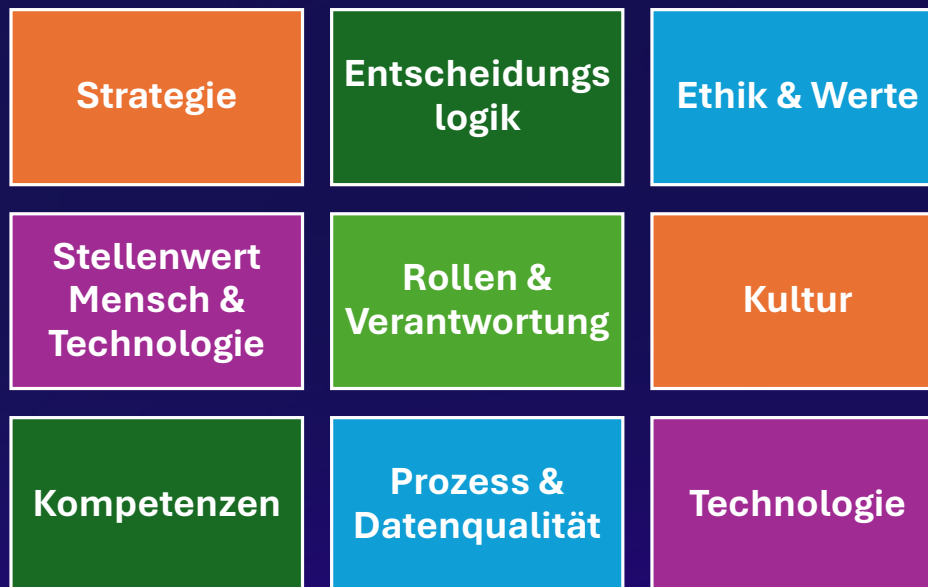 Strategie
Entscheidungs
logik
Ethik & Werte
Stellenwert
Mensch &
Technologie
Rollen &
Verantwortung
Kultur
Kompetenzen
Prozess &
Datenqualität
Technologie